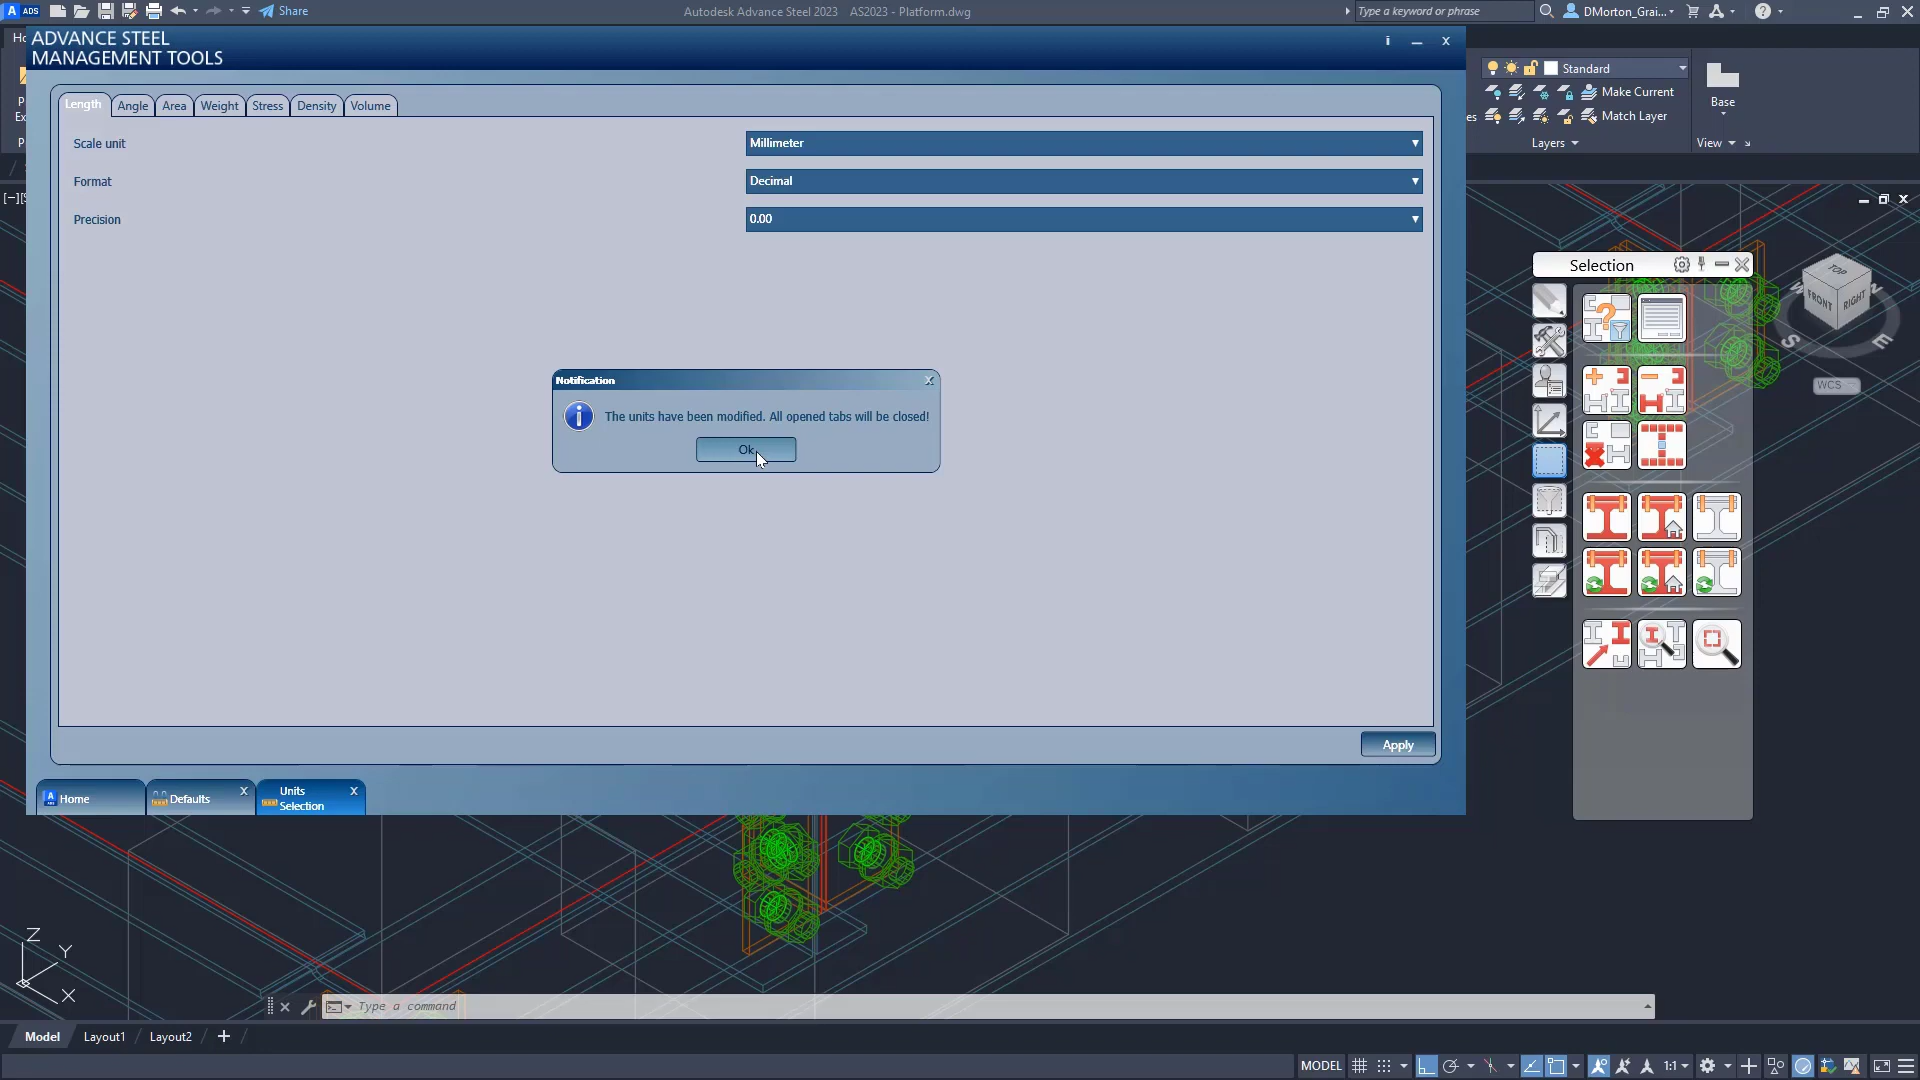 A ADS
Share
Autodesk Advance Steel 2023 AS2023 - Platform.dwg
Type a keyword or phrase
DMorton_Grai...
ADVANCE STEEL
MANAGEMENT TOOLS
Length
Angle
Area
Weight
Stress
Density
Volume
Scale unit
Millimeter
Format
Decimal
Precision
0.00
Notification
The units have been modified. All opened tabs will be closed!
Ok
Apply
Home
Defaults
Units
Selection
Standard
Make Current
Match Layer
Layers
Base
View
Selection
TOP
FRONT
RIGHT
W
N
S
E
WCS
Z
Y
X
Type a command
Model
Layout1
Layout2
MODEL
1:1